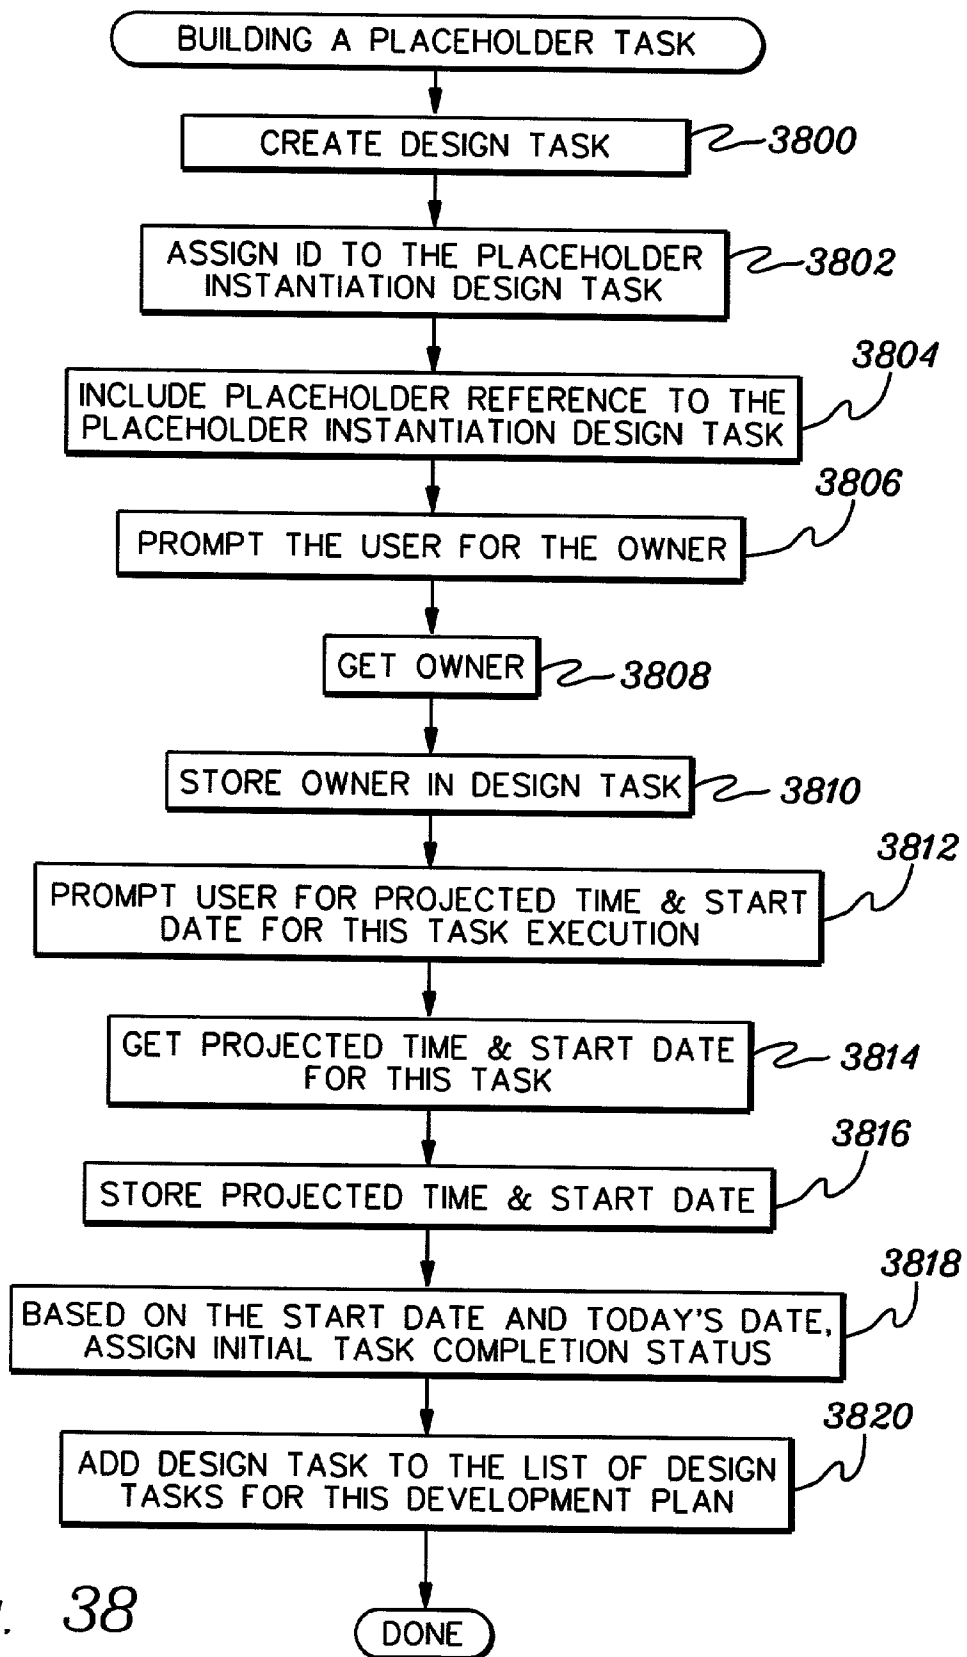 BUILDING A PLACEHOLDER TASK
CREATE DESIGN TASK
3800
ASSIGN ID TO THE PLACEHOLDER
INSTANTIATION DESIGN TASK
3802
3804
INCLUDE PLACEHOLDER REFERENCE TO THE
PLACEHOLDER INSTANTIATION DESIGN TASK
3806
PROMPT THE USER FOR THE OWNER
GET OWNER
3808
STORE OWNER IN DESIGN TASK
3810
3812
PROMPT USER FOR PROJECTED TIME & START
DATE FOR THIS TASK EXECUTION
GET PROJECTED TIME & START DATE
FOR THIS TASK
3814
3816
STORE PROJECTED TIME & START DATE
3818
BASED ON THE START DATE AND TODAY'S DATE,
ASSIGN INITIAL TASK COMPLETION STATUS
3820
ADD DESIGN TASK TO THE LIST OF DESIGN
TASKS FOR THIS DEVELOPMENT PLAN
38
DONE